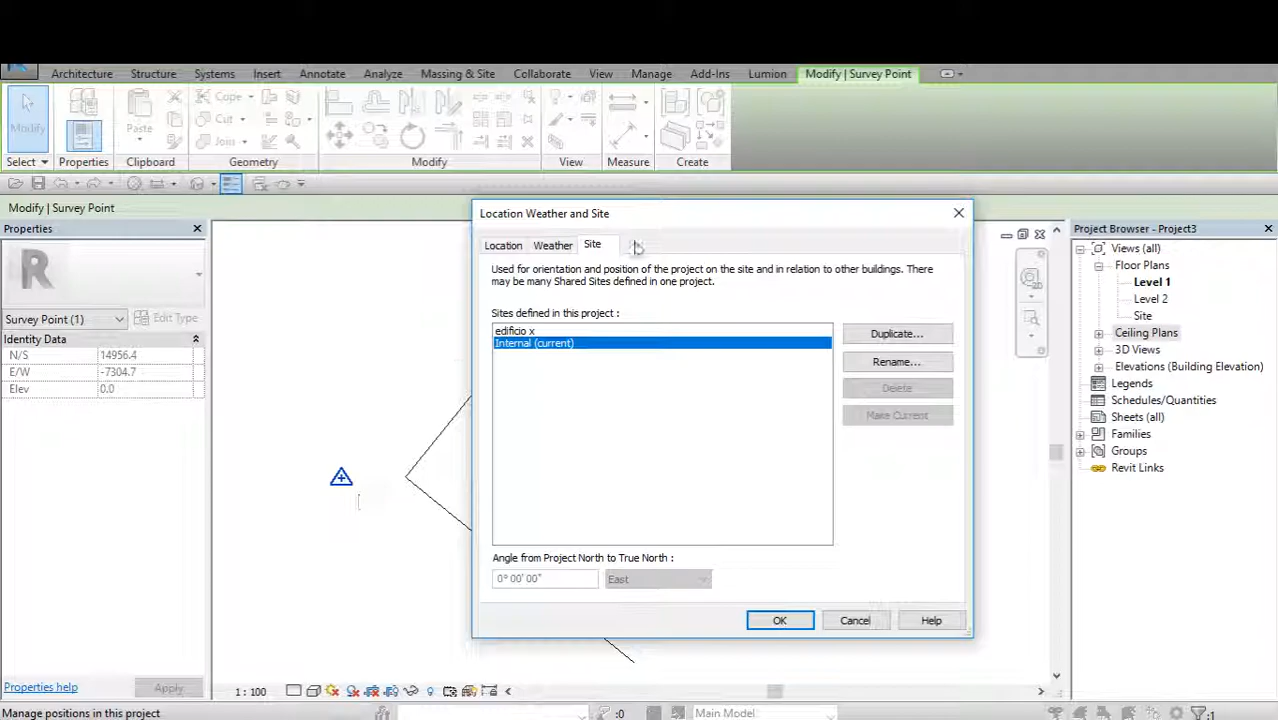 Architecture Structure Systems Insert Annotate Analyze Massing & Site Collaborate View Manage Add-Ins Lumion Modify | Survey Point
Modify Paste Cope Cut Join
Select Properties Clipboard Geometry Modify View Measure Create
Modify | Survey Point
Properties
R
Survey Point (1) Edit Type
Identity Data
N/S 14956.4
E/W -7304.7
Elev 0.0
Properties help Apply
Location Weather and Site
Location Weather Site
Used for orientation and position of the project on the site and in relation to other buildings. There
may be many Shared Sites defined in one project.
Sites defined in this project :
edificio x
Internal (current)
Duplicate...
Rename...
Delete
Make Current
Angle from Project North to True North :
0° 00' 00" East
OK Cancel Help
Project Browser - Project3
Views (all)
Floor Plans
Level 1
Level 2
Site
Ceiling Plans
3D Views
Elevations (Building Elevation)
Legends
Schedules/Quantities
Sheets (all)
Families
Groups
Revit Links
1 : 100
Manage positions in this project :0 Main Model :1